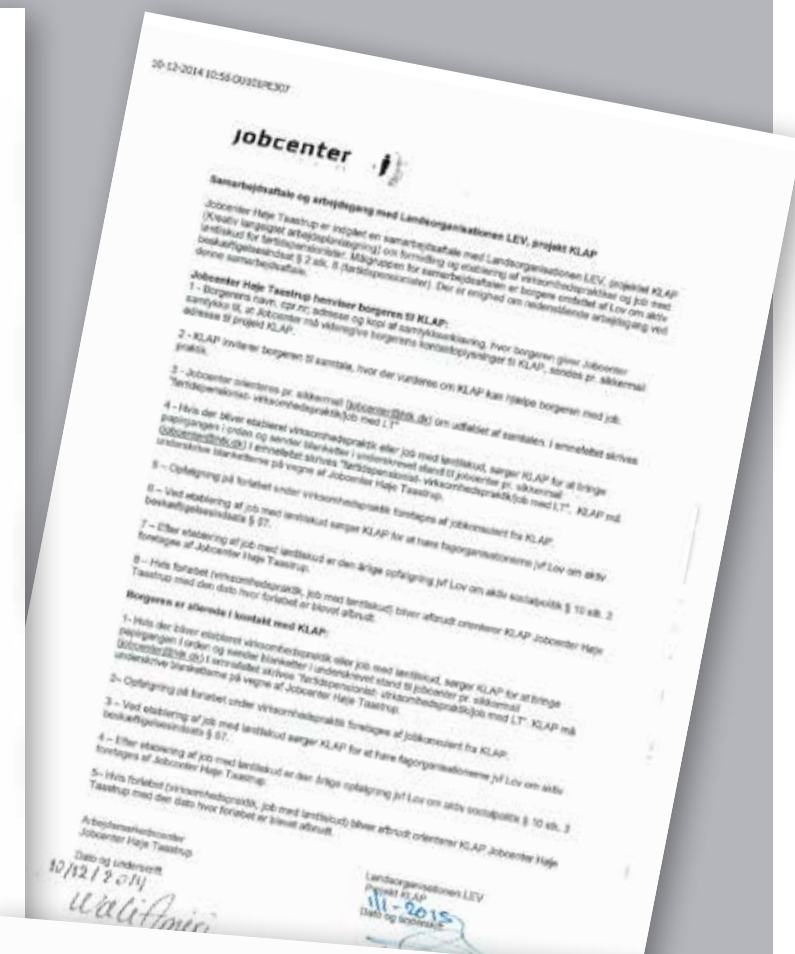 jobcenter
Samarbejdsaftale og arbejdsgang med Landsorganisationen LEV, projekt KLAP
Jobcenter Høje Taastrup er indgået en samarbejdsaftale med Landsorganisationen LEV, projektet KLAP
(Kreativ langsigtet arbejdsplanlægning) om formidling og etablering af virksomhedspraktikker og job med
løntilskud for førtidspensionister. Målgruppen for samarbejdsaftalen er borgere omfattet af Lov om aktiv
beskæftigelsesindsat § 2 stk. 6 (førtidspensionister). Der er enighed om nedenstående arbejdsgang ved
denne samarbejdsaftale.
Jobcenter Høje Taastrup henviser borgeren til KLAP:
1 - Borgerens navn, cpr.nr, adresse og kopi af samtykkeerklæring, hvor borgeren giver Jobcenter
samtykke til, at Jobcenter må videregive borgerens kontaktoplysninger til KLAP, sendes pr. sikkermail
adresse til projekt KLAP.
2 - KLAP inviterer borgeren til samtale, hvor der vurderes om KLAP kan hjælpe borgeren med job,
praktik.
3 - Jobcenter orienteres pr. sikkermail (jobcenter@htk.dk) om udfaldet af samtalen. I emnefeltet skrives
"førtidspensionist- virksomhedspraktik/job med LT"
4 - Hvis der bliver etableret virksomhedspraktik eller job med løntilskud, sørger KLAP for at bringe
papirgangen i orden og sender blanketter i underskrevet stand til jobcenter pr. sikkermail
(jobcenter@htk.dk) I emnefeltet skrives "førtidspensionist- virksomhedspraktik/job med LT". KLAP må
underskrive blanketterne på vegne af Jobcenter Høje Taastrup.
5 - Opfølgning på forløbet under virksomhedspraktik foretages af jobkonsulent fra KLAP.
6 - Ved etablering af job med løntilskud sørger KLAP for at høre fagorganisationerne jvf Lov om aktiv
beskæftigelsesindsats § 67.
7 - Efter etablering af job med løntilskud er den årlige opfølgning jvf Lov om aktiv socialpolitik § 10 stk. 3
foretages af Jobcenter Høje Taastrup.
8 - Hvis forløbet (virksomhedspraktik, job med løntilskud) bliver afbrudt orienterer KLAP Jobcenter Høje
Taastrup med den dato hvor forløbet er blevet afbrudt.
Borgeren er allerede i kontakt med KLAP:
1- Hvis der bliver etableret virksomhedspraktik eller job med løntilskud, sørger KLAP for at bringe
papirgangen i orden og sender blanketter i underskrevet stand til jobcenter pr. sikkermail
(jobcenter@htk.dk) I emnefeltet skrives "førtidspensionist- virksomhedspraktik/job med LT". KLAP må
underskrive blanketterne på vegne af Jobcenter Høje Taastrup.
2- Opfølgning på forløbet under virksomhedspraktik foretages af jobkonsulent fra KLAP.
3 - Ved etablering af job med løntilskud sørger KLAP for at høre fagorganisationerne jvf Lov om aktiv
beskæftigelsesindsats § 67.
4 - Efter etablering af job med løntilskud er den årlige opfølgning jvf Lov om aktiv socialpolitik § 10 stk. 3
foretages af Jobcenter Høje Taastrup.
5- Hvis forløbet (virksomhedspraktik, job med løntilskud) bliver afbrudt orienterer KLAP Jobcenter Høje
Taastrup med den dato hvor forløbet er blevet afbrudt.
Arbejdsmarkedscenter
Jobcenter Høje Taastrup
Dato og underskrift
10/12/2014
Landsorganisationen LEV
Projekt KLAP
1/1-2015
Dato og underskrift